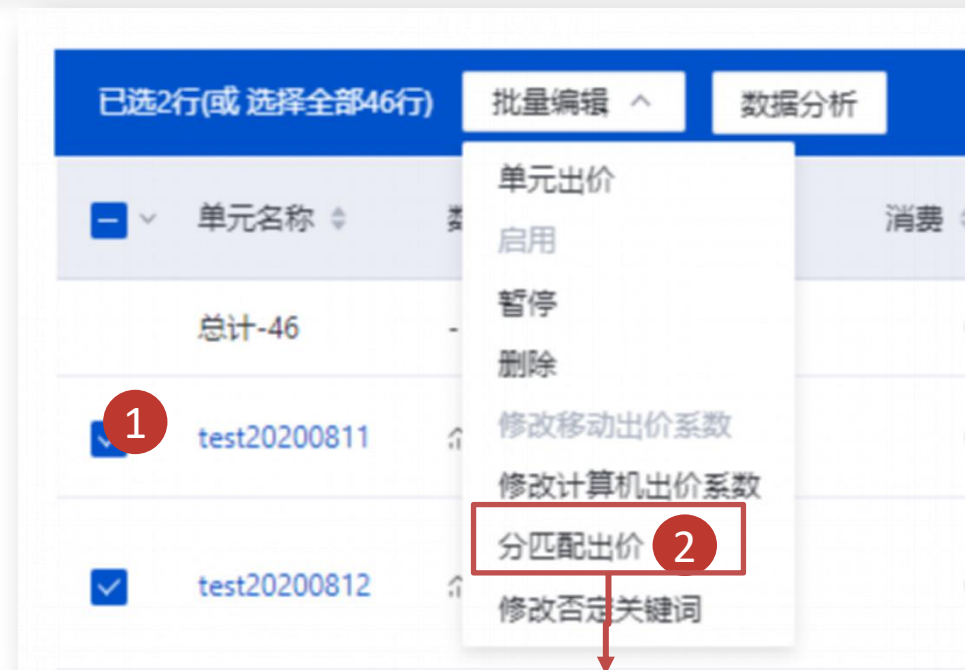 已选2行(或 选择全部46行) 批量编辑 数据分析
单元出价
单元名称 消费
启用
暂停
总计-46 -
删除
1 test20200811 修改移动出价系数
修改计算机出价系数
分匹配出价 2
test20200812
修改否定关键词